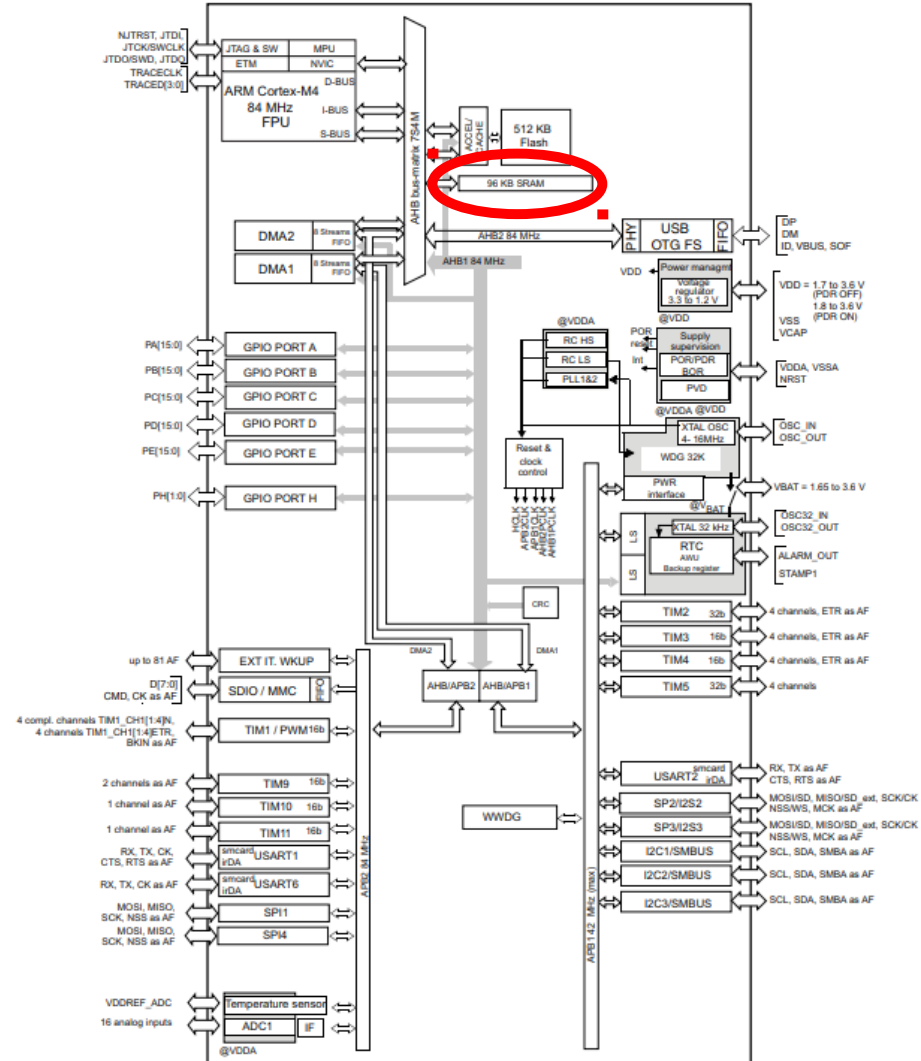 NJTRST, JTDI,
JTCK/SWCLK
JTDO/SWD, JTDO
TRACECLK
TRACED[3:0]
JTAG & SW
MPU
ETM
NVIC
D-BUS
ARM Cortex-M4
84 MHz
FPU
I-BUS
S-BUS
AHB bus-matrix 7S4M
ACCEL/
CACHE
512 KB
Flash
96 KB SRAM
DMA2
8 Streams
FIFO
DMA1
8 Streams
FIFO
AHB2 84 MHz
AHB1 84 MHz
PHY
USB
OTG FS
FIFO
DP
DM
ID, VBUS, SOF
VDD
Power managmt
Voltage
regulator
3.3 to 1.2 V
@VDD
VDD = 1.7 to 3.6 V
(PDR OFF)
1.8 to 3.6 V
(PDR ON)
VSS
VCAP
@VDDA
RC HS
RC LS
PLL1&2
POR
reset
Int
Supply
supervision
POR/PDR
BOR
PVD
VDDA, VSSA
NRST
@VDDA @VDD
PA[15:0]
GPIO PORT A
PB[15:0]
GPIO PORT B
PC[15:0]
GPIO PORT C
PD[15:0]
GPIO PORT D
PE[15:0]
GPIO PORT E
PH[1:0]
GPIO PORT H
Reset &
clock
control
HCLK
APB2CLK
APB1CLK
AHB2PCLK
AHB1PCLK
XTAL OSC
4- 16MHz
WDG 32K
OSC_IN
OSC_OUT
PWR
interface
VBAT = 1.65 to 3.6 V
@VBAT
LS
LS
XTAL 32 kHz
RTC
AWU
Backup register
OSC32_IN
OSC32_OUT
ALARM_OUT
STAMP1
CRC
DMA2
DMA1
AHB/APB2
AHB/APB1
TIM2 32b
4 channels, ETR as AF
TIM3 16b
4 channels, ETR as AF
TIM4 16b
4 channels, ETR as AF
TIM5 32b
4 channels
up to 81 AF
EXT IT. WKUP
D[7:0]
CMD, CK as AF
SDIO / MMC
FIFO
4 compl. channels TIM1_CH1[1:4]N,
4 channels TIM1_CH1[1:4]ETR,
BKIN as AF
TIM1 / PWM 16b
2 channels as AF
TIM9 16b
1 channel as AF
TIM10 16b
1 channel as AF
TIM11 16b
RX, TX, CK,
CTS, RTS as AF
smcard
irDA
USART1
RX, TX, CK as AF
smcard
irDA
USART6
MOSI, MISO,
SCK, NSS as AF
SPI1
MOSI, MISO,
SCK, NSS as AF
SPI4
APB2 84 MHz
WWDG
APB142 MHz (max)
USART2
smcard
irDA
RX, TX as AF
CTS, RTS as AF
SP2/I2S2
MOSI/SD, MISO/SD_ext, SCK/CK
NSS/WS, MCK as AF
SP3/I2S3
MOSI/SD, MISO/SD_ext, SCK/CK
NSS/WS, MCK as AF
I2C1/SMBUS
SCL, SDA, SMBA as AF
I2C2/SMBUS
SCL, SDA, SMBA as AF
I2C3/SMBUS
SCL, SDA, SMBA as AF
VDDREF_ADC
Temperature sensor
16 analog inputs
ADC1
IF
@VDDA